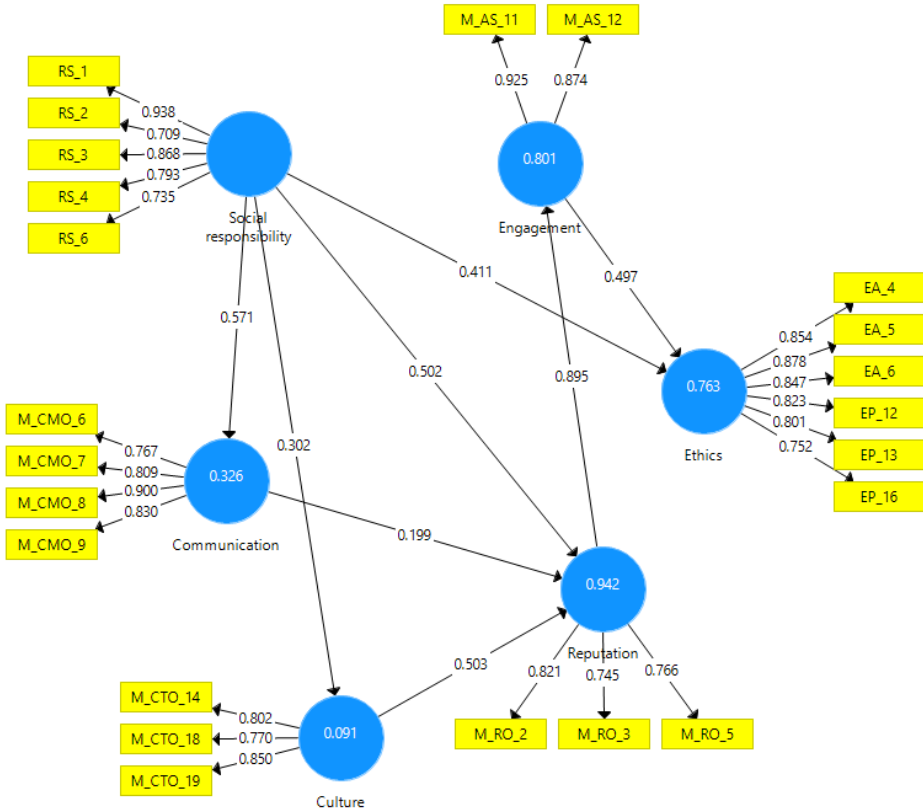 M_AS_11
M_AS_12
RS_1
RS_2
RS_3
RS_4
RS_6
0.938
0.709
0.868
0.793
0.735
0.925
0.874
0.801
Social
responsibility
Engagement
0.411
0.497
0.571
0.502
0.895
0.302
EA_4
EA_5
EA_6
EP_12
EP_13
EP_16
0.854
0.878
0.847
0.823
0.801
0.752
0.763
Ethics
M_CMO_6
M_CMO_7
M_CMO_8
M_CMO_9
0.767
0.809
0.900
0.830
0.326
Communication
0.199
0.942
Reputation
0.503
0.821
0.745
0.766
M_RO_2
M_RO_3
M_RO_5
M_CTO_14
M_CTO_18
M_CTO_19
0.802
0.770
0.850
0.091
Culture